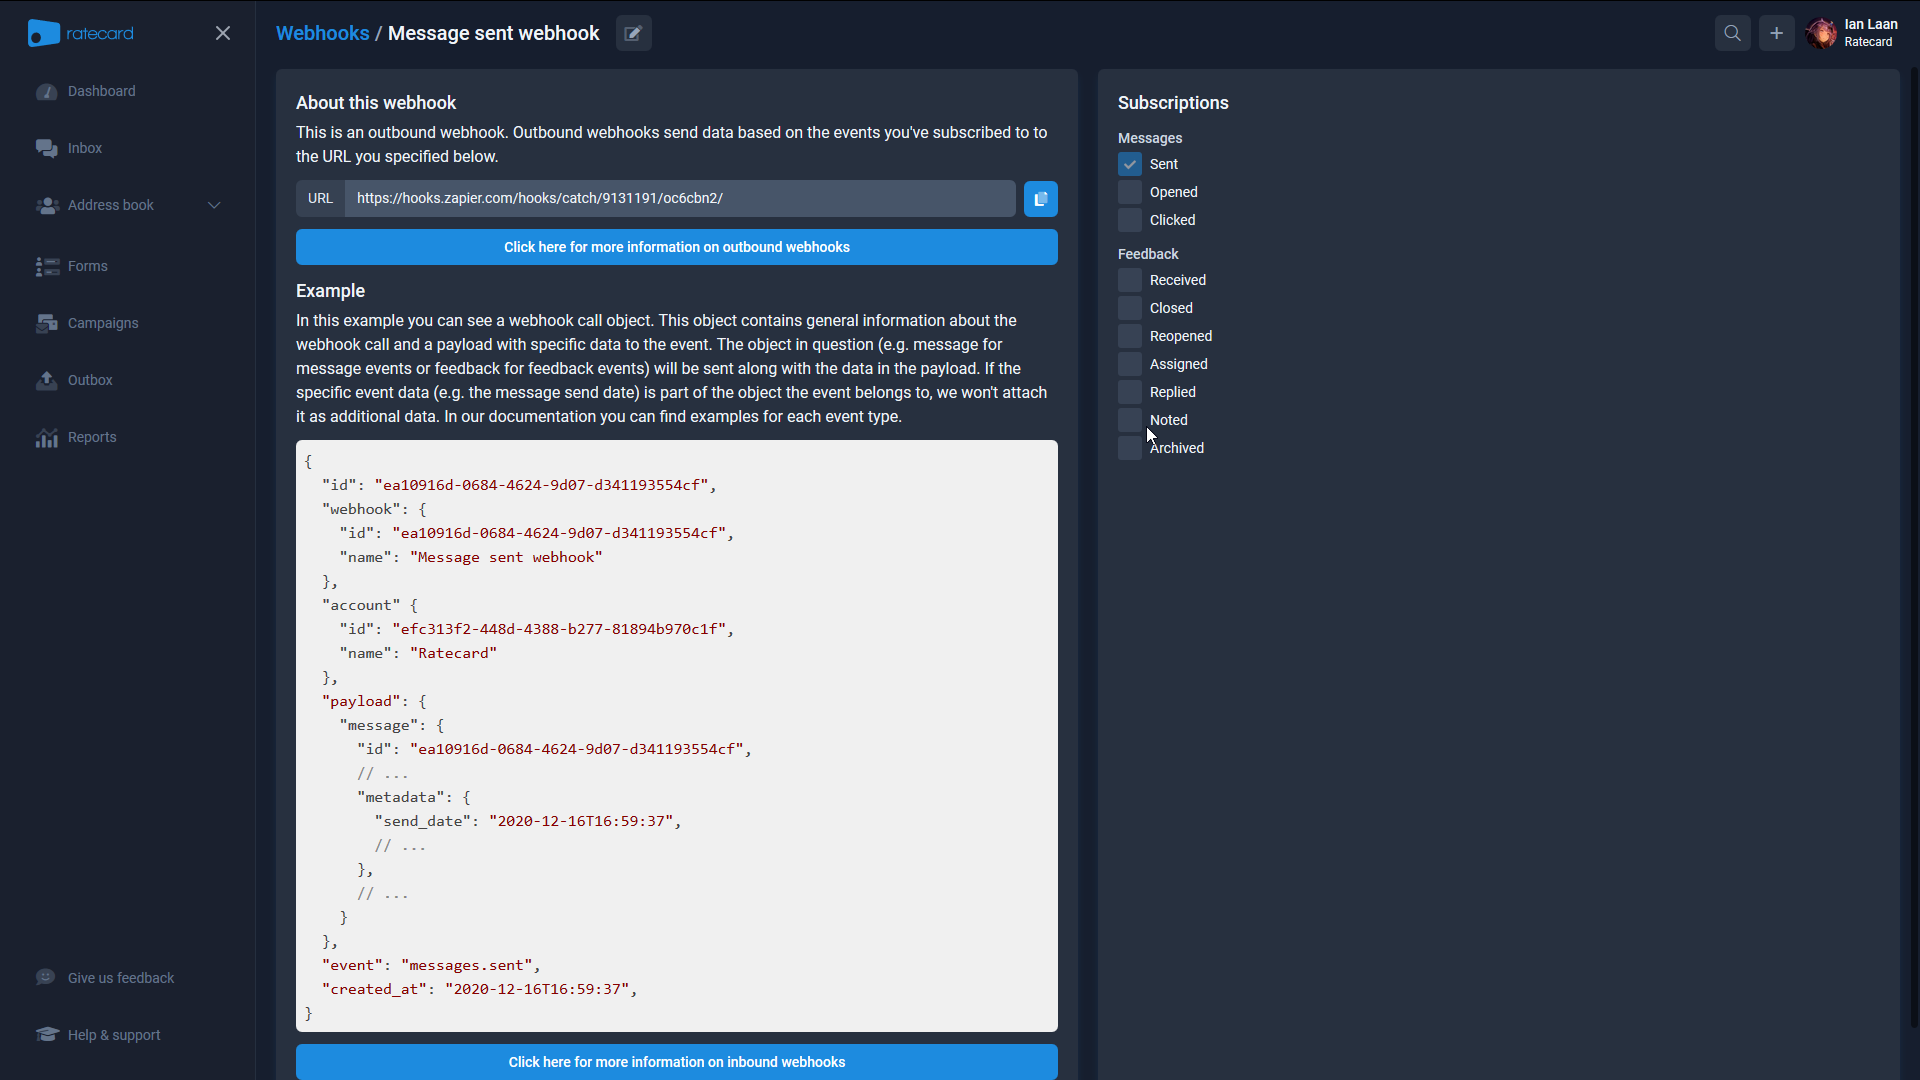 ratecard
Dashboard
Inbox
Address book
Forms
Campaigns
Outbox
Reports
Give us feedback
Help & support
Webhooks / Message sent webhook
Ian Laan
Ratecard
About this webhook
This is an outbound webhook. Outbound webhooks send data based on the events you've subscribed to to
the URL you specified below.
URL https://hooks.zapier.com/hooks/catch/9131191/oc6cbn2/
Click here for more information on outbound webhooks
Example
In this example you can see a webhook call object. This object contains general information about the
webhook call and a payload with specific data to the event. The object in question (e.g. message for
message events or feedback for feedback events) will be sent along with the data in the payload. If the
specific event data (e.g. the message send date) is part of the object the event belongs to, we won't attach
it as additional data. In our documentation you can find examples for each event type.
{
"id": "ea10916d-0684-4624-9d07-d341193554cf",
"webhook": {
"id": "ea10916d-0684-4624-9d07-d341193554cf",
"name": "Message sent webhook"
},
"account" {
"id": "efc313f2-448d-4388-b277-81894b970c1f",
"name": "Ratecard"
},
"payload": {
"message": {
"id": "ea10916d-0684-4624-9d07-d341193554cf",
// ...
"metadata": {
"send_date": "2020-12-16T16:59:37",
// ...
},
// ...
}
},
"event": "messages.sent",
"created_at": "2020-12-16T16:59:37",
}
Click here for more information on inbound webhooks
Subscriptions
Messages
Sent
Opened
Clicked
Feedback
Received
Closed
Reopened
Assigned
Replied
Noted
Archived